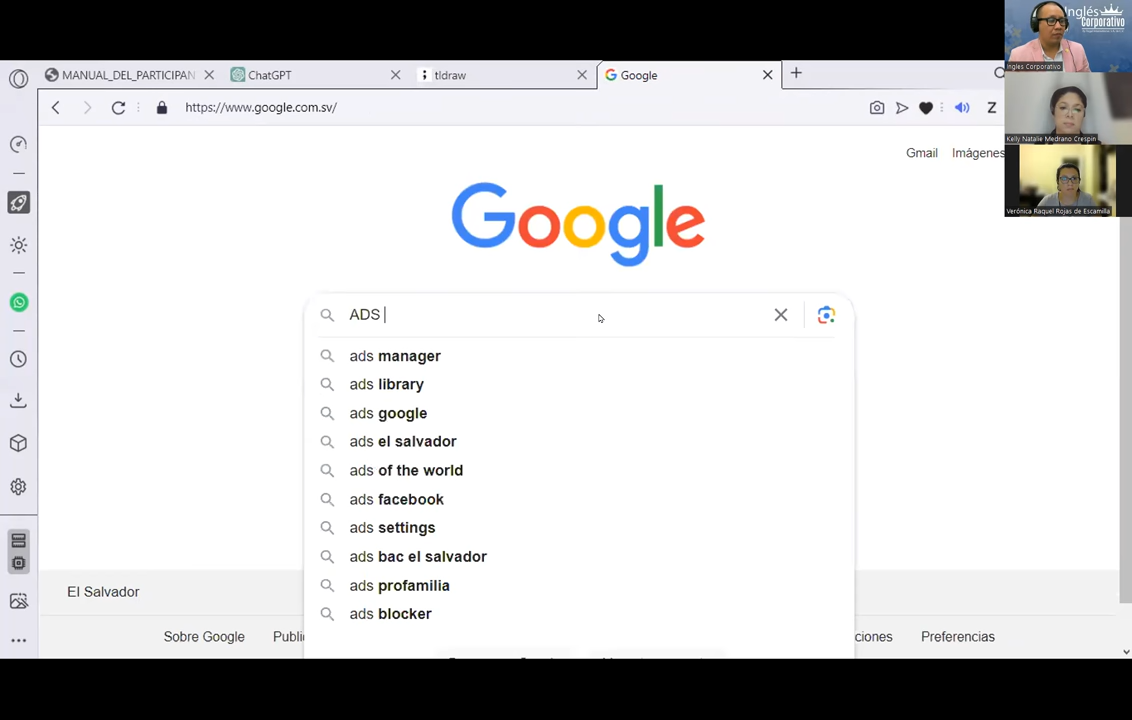 Inglés
Corporativo
Ingles Corporativo
MANUAL_DEL_PARTICIPAN
ChatGPT
tldraw
Google
https://www.google.com.sv/
Z
Kelly Natalie Medrano Crespin
Gmail
Imágenes
Verónica Raquel Rojas de Escamilla
Google
ADS
ads manager
ads library
ads google
ads el salvador
ads of the world
ads facebook
ads settings
ads bac el salvador
ads profamilia
ads blocker
El Salvador
Sobre Google
Publi
ciones
Preferencias